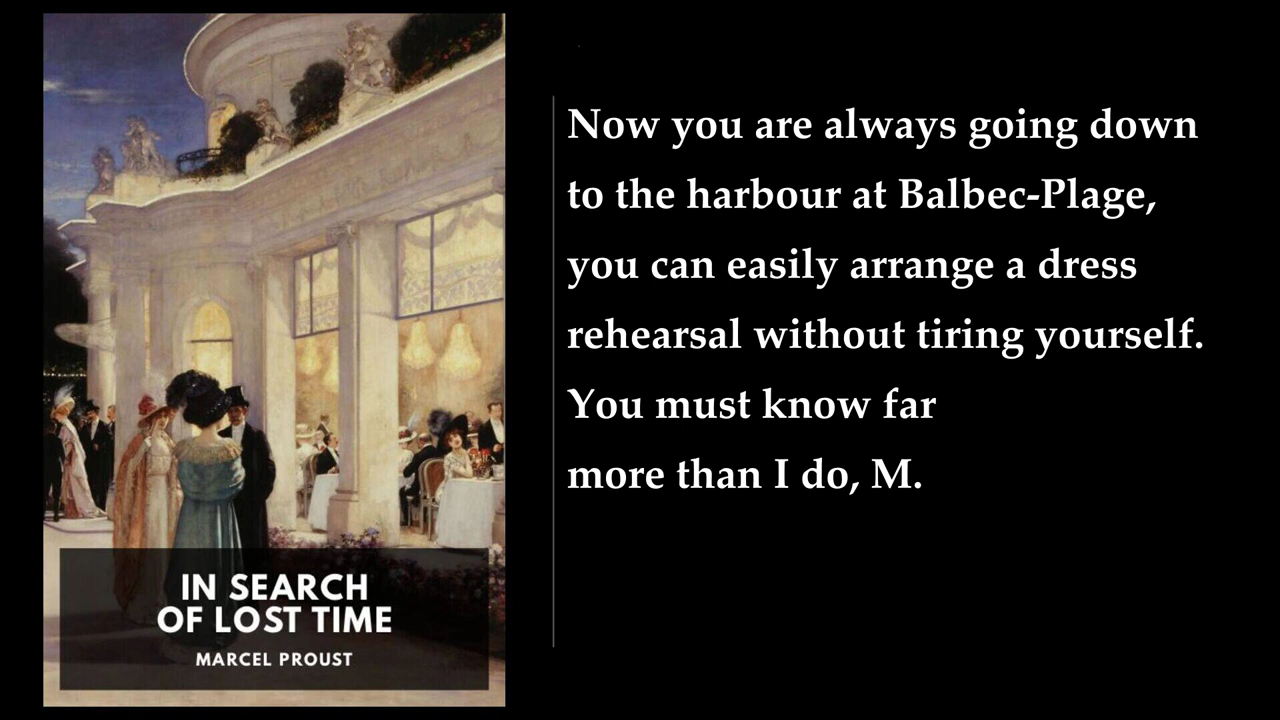 IN SEARCH
OF LOST TIME
MARCEL PROUST
Now you are always going down
to the harbour at Balbec-Plage,
you can easily arrange a dress
rehearsal without tiring yourself.
You must know far
more than I do, M.